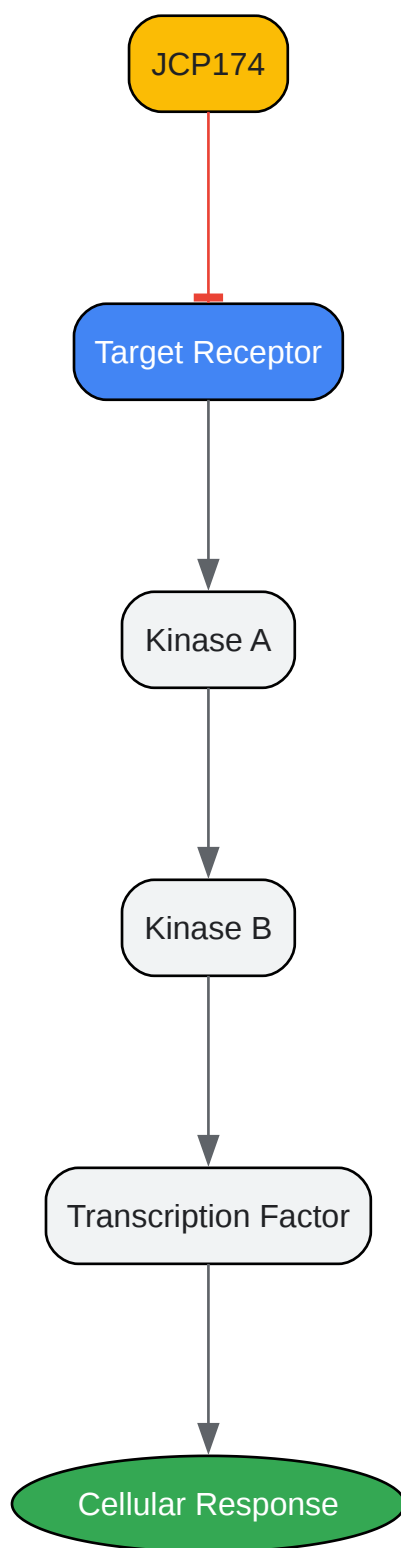 JCP174
Target Receptor
Kinase A
Kinase B
Transcription Factor
Cellular Response